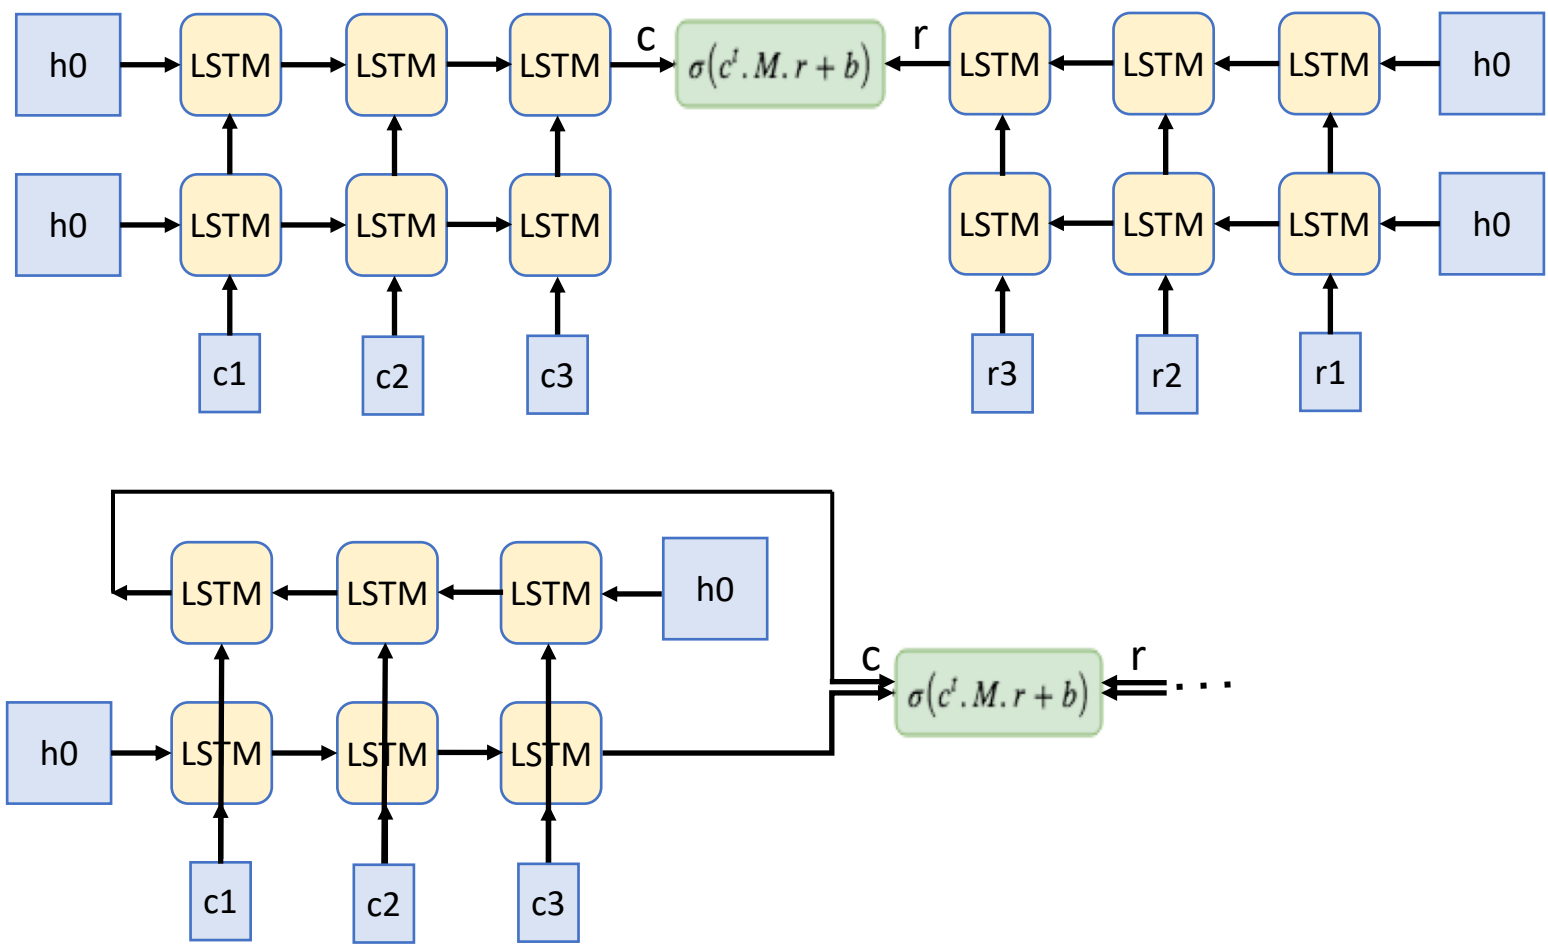 h0 LSTM LSTM LSTM c σ(cᵗ.M.r + b) r LSTM LSTM LSTM h0
h0 LSTM LSTM LSTM LSTM LSTM LSTM h0
c1 c2 c3 r3 r2 r1
LSTM LSTM LSTM h0
c σ(cᵗ.M.r + b) r . . .
h0 LSTM LSTM LSTM
c1 c2 c3